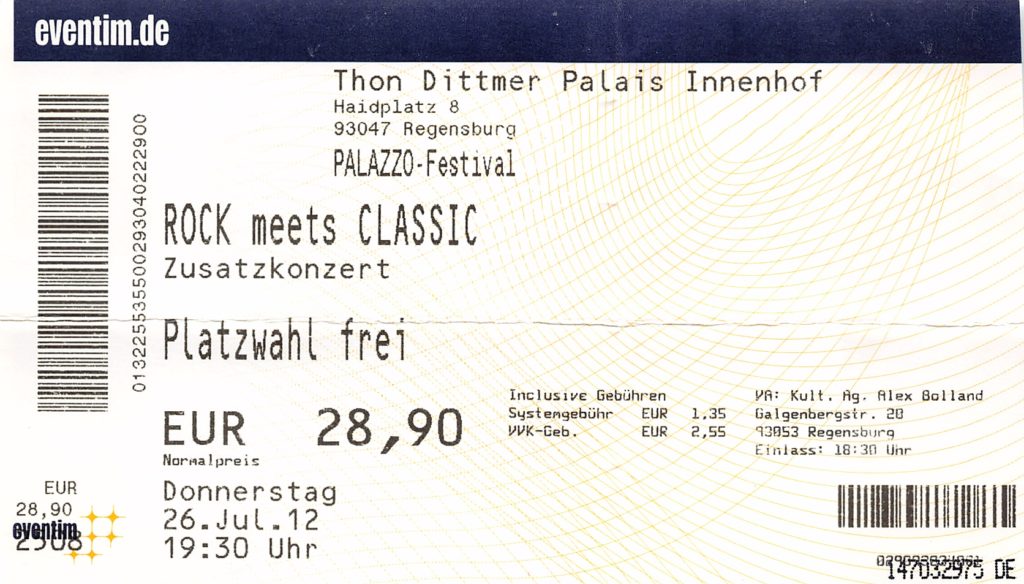 eventim.de
Thon Dittmer Palais Innenhof
Haidplatz 8
93047 Regensburg
PALAZZO-Festival
ROCK meets CLASSIC
Zusatzkonzert
Platzwahl frei
EUR 28,90
Normalpreis
Inclusive Gebühren
Systemgebühr EUR 1,35
VVK-Geb. EUR 2,55
VA: Kult. Ag. Alex Bolland
Galgenbergstr. 20
93053 Regensburg
Einlass: 18:30 Uhr
Donnerstag
26.Jul.12
19:30 Uhr
EUR
28,90
eventim
2508
147032975 DE